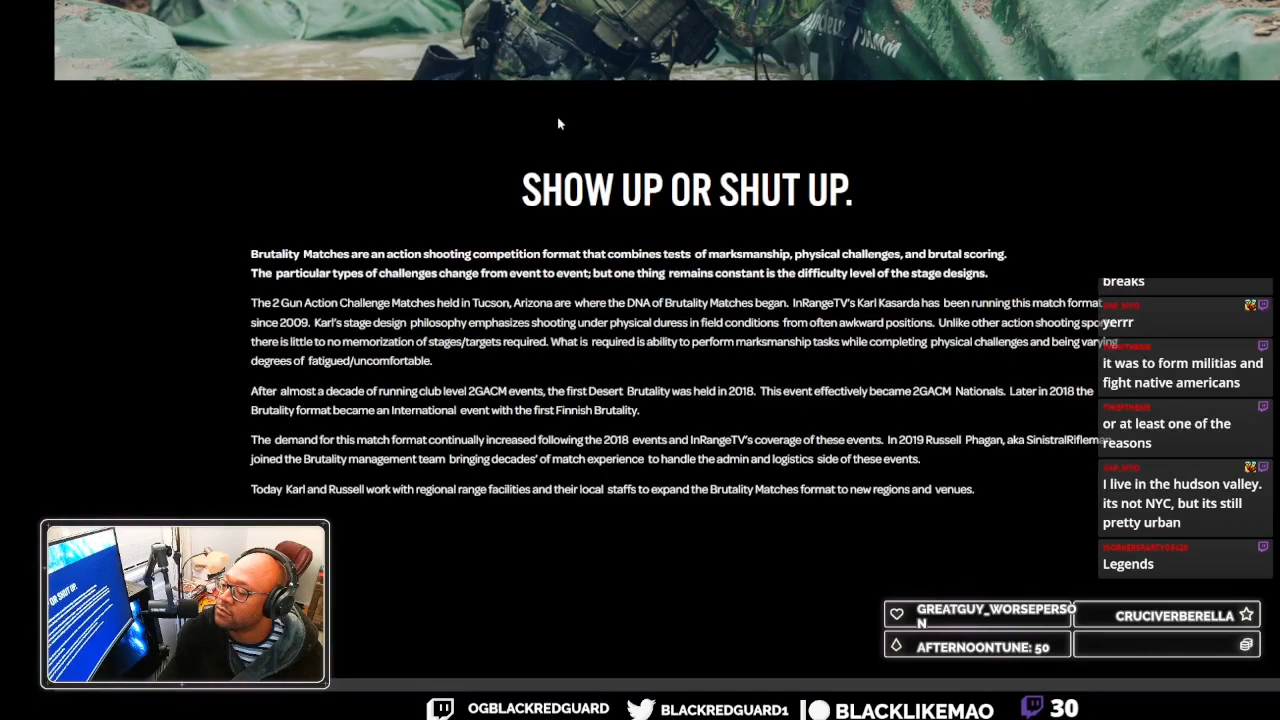 SHOW UP OR SHUT UP.
Brutality Matches are an action shooting competition format that combines tests of marksmanship, physical challenges, and brutal scoring.
The particular types of challenges change from event to event; but one thing remains constant is the difficulty level of the stage designs.
The 2 Gun Action Challenge Matches held in Tucson, Arizona are where the DNA of Brutality Matches began. InRangeTV's Karl Kasarda has been running this match format
since 2009. Karl's stage design philosophy emphasizes shooting under physical duress in field conditions from often awkward positions. Unlike other action shooting spo
there is little to no memorization of stages/targets required. What is required is ability to perform marksmanship tasks while completing physical challenges and being varying
degrees of fatigued/uncomfortable.
After almost a decade of running club level 2GACM events, the first Desert Brutality was held in 2018. This event effectively became 2GACM Nationals. Later in 2018 the
Brutality format became an International event with the first Finnish Brutality.
The demand for this match format continually increased following the 2018 events and InRangeTV's coverage of these events. In 2019 Russell Phagan, aka SinistralRifleman
joined the Brutality management team bringing decades' of match experience to handle the admin and logistics side of these events.
Today Karl and Russell work with regional range facilities and their local staffs to expand the Brutality Matches format to new regions and venues.
breaks
yerrr
it was to form militias and
fight native americans
or at least one of the
reasons
I live in the hudson valley.
its not NYC, but its still
pretty urban
WORKERSPARTYOF420
Legends
OR SHUT UP.
GREATGUY_WORSEPERSO
N
CRUCIVERBERELLA
AFTERNOONTUNE: 50
OGBLACKREDGUARD
BLACKREDGUARD1
BLACKLIKEMAO
30